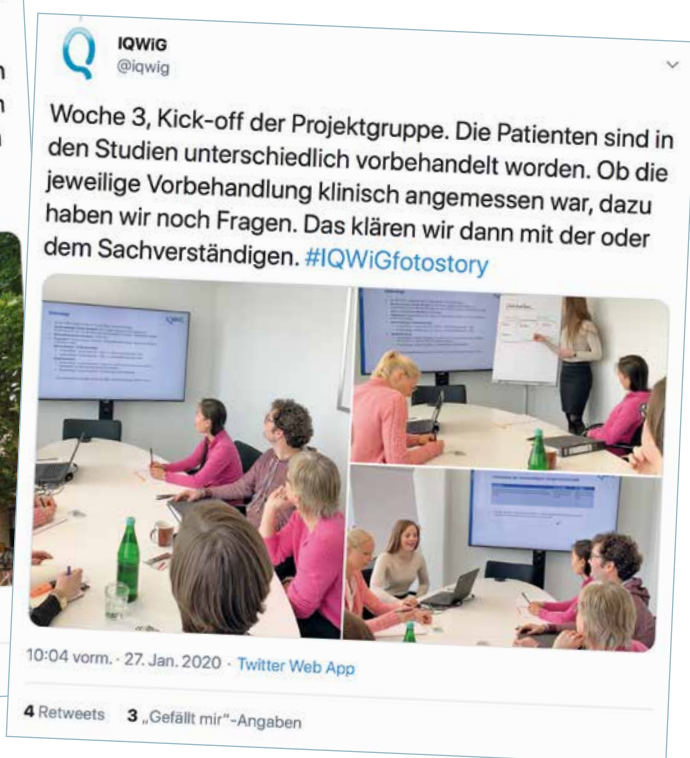 IQWiG
@iqwig
Woche 3, Kick-off der Projektgruppe. Die Patienten sind in
den Studien unterschiedlich vorbehandelt worden. Ob die
jeweilige Vorbehandlung klinisch angemessen war, dazu
haben wir noch Fragen. Das klären wir dann mit der oder
dem Sachverständigen. #IQWiGfotostory
IQWiG
10:04 vorm. · 27. Jan. 2020 · Twitter Web App
4 Retweets 3 „Gefällt mir"-Angaben